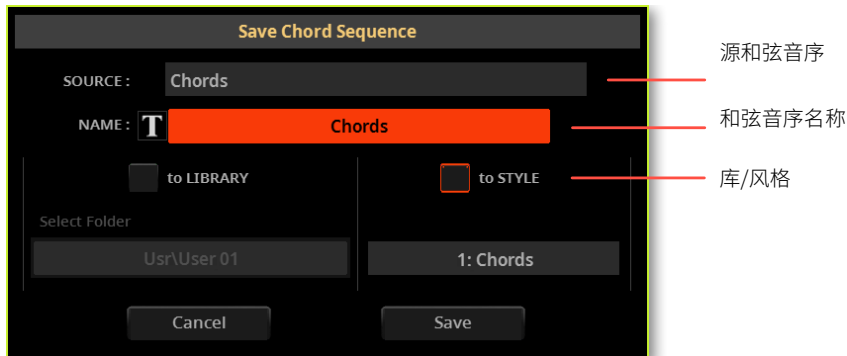 Save Chord Sequence
SOURCE: Chords
源和弦音序
NAME: T Chords
和弦音序名称
to LIBRARY to STYLE
库/风格
Select Folder
Usr\User 01 1: Chords
Cancel Save